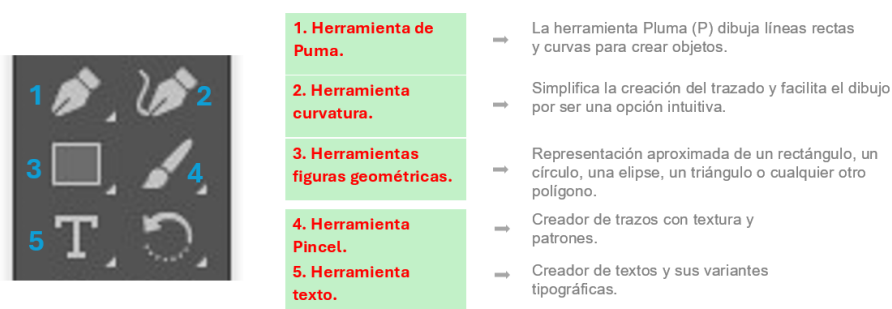 1
2
3
4
5
T
1. Herramienta de
Puma.
La herramienta Pluma (P) dibuja líneas rectas
y curvas para crear objetos.
2. Herramienta
curvatura.
Simplifica la creación del trazado y facilita el dibujo
por ser una opción intuitiva.
3. Herramientas
figuras geométricas.
Representación aproximada de un rectángulo, un
círculo, una elipse, un triángulo o cualquier otro
polígono.
4. Herramienta
Pincel.
Creador de trazos con textura y
patrones.
5. Herramienta
texto.
Creador de textos y sus variantes
tipográficas.